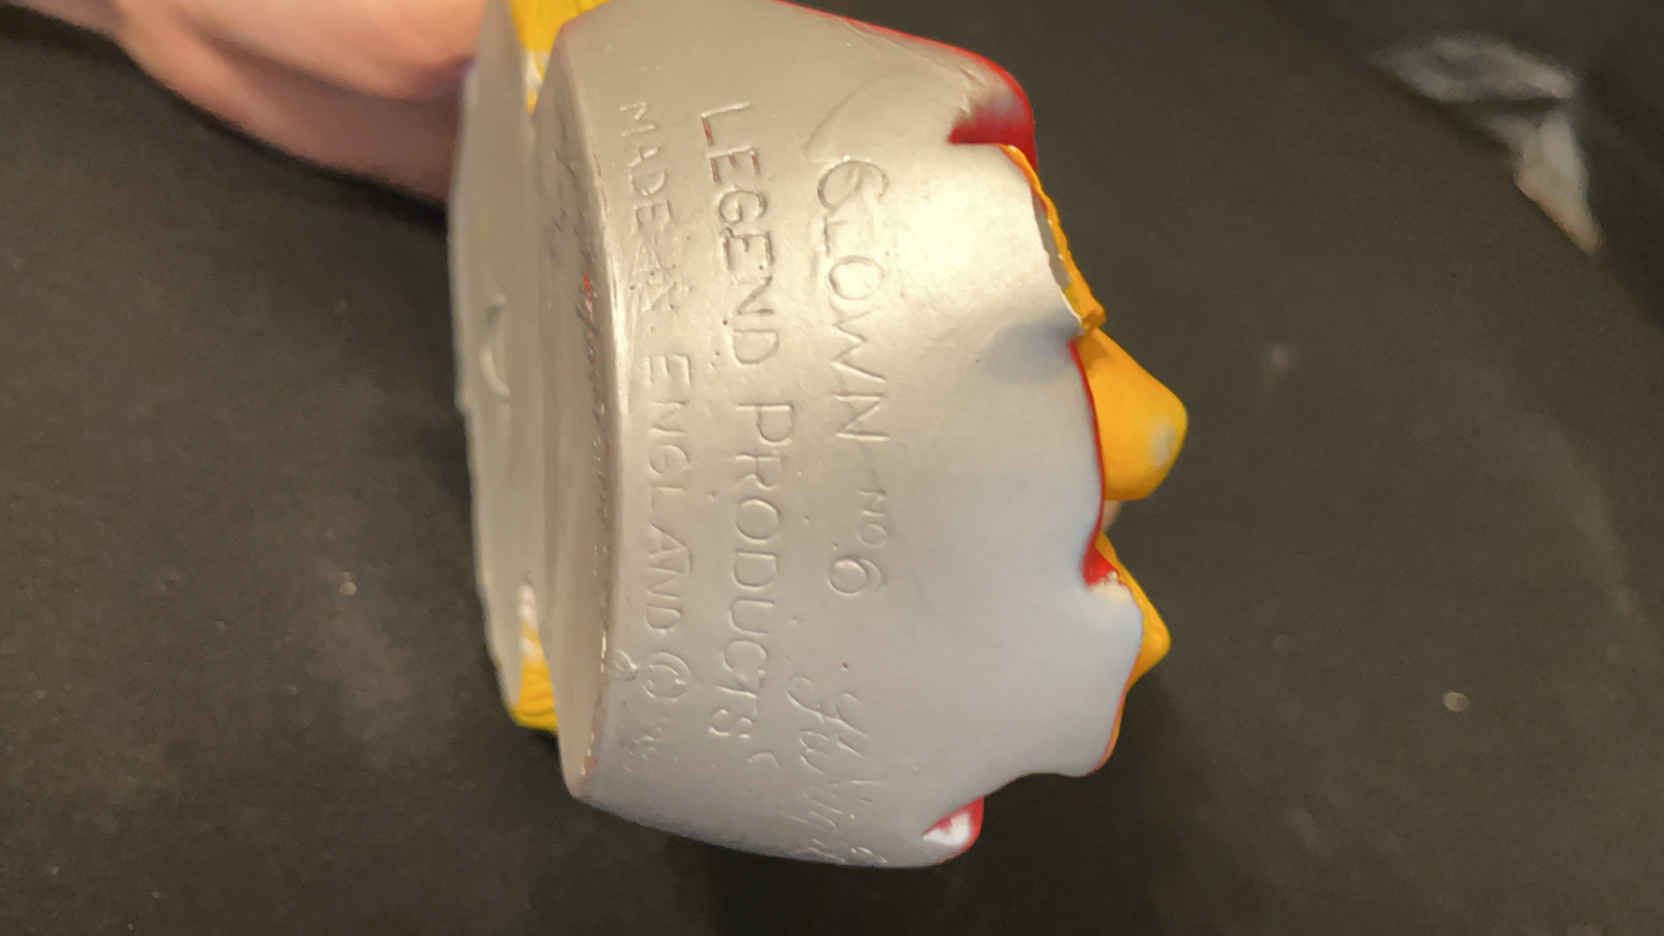 CLOWN No 6
LEGEND PRODUCTS
MADE IN ENGLAND ©